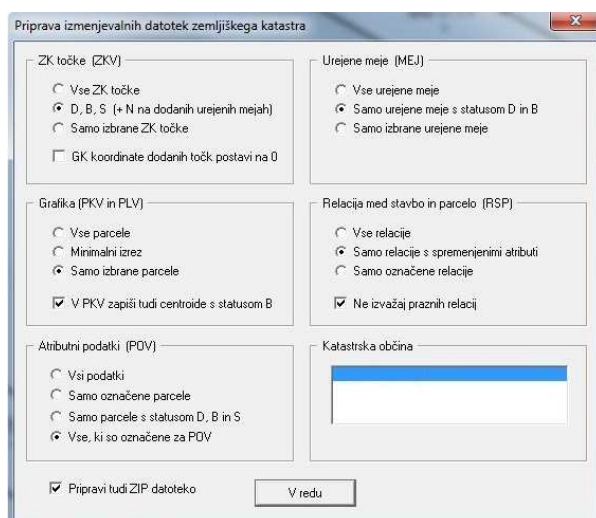 Priprava izmenjevalnih datotek zemljiškega katastra
ZK točke (ZKV)
Vse ZK točke
D, B, S (+ N na dodanih urejenih mejah)
Samo izbrane ZK točke
GK koordinate dodanih točk postavi na 0
Urejene meje (MEJ)
Vse urejene meje
Samo urejene meje s statusom D in B
Samo izbrane urejene meje
Grafika (PKV in PLV)
Vse parcele
Minimalni izrez
Samo izbrane parcele
V PKV zapiši tudi centroide s statusom B
Relacija med stavbo in parcelo (RSP)
Vse relacije
Samo relacije s spremenjenimi atributi
Samo označene relacije
Ne izvažaj praznih relacij
Atributni podatki (POV)
Vsi podatki
Samo označene parcele
Samo parcele s statusom D, B in S
Vse, ki so označene za POV
Katastrska občina
Pripravi tudi ZIP datoteko
V redu